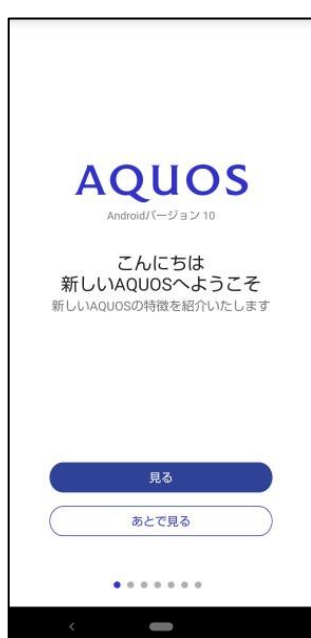 AQUOS
Androidバージョン 10
こんにちは
新しいAQUOSへようこそ
新しいAQUOSの特徴を紹介いたします
見る
あとで見る